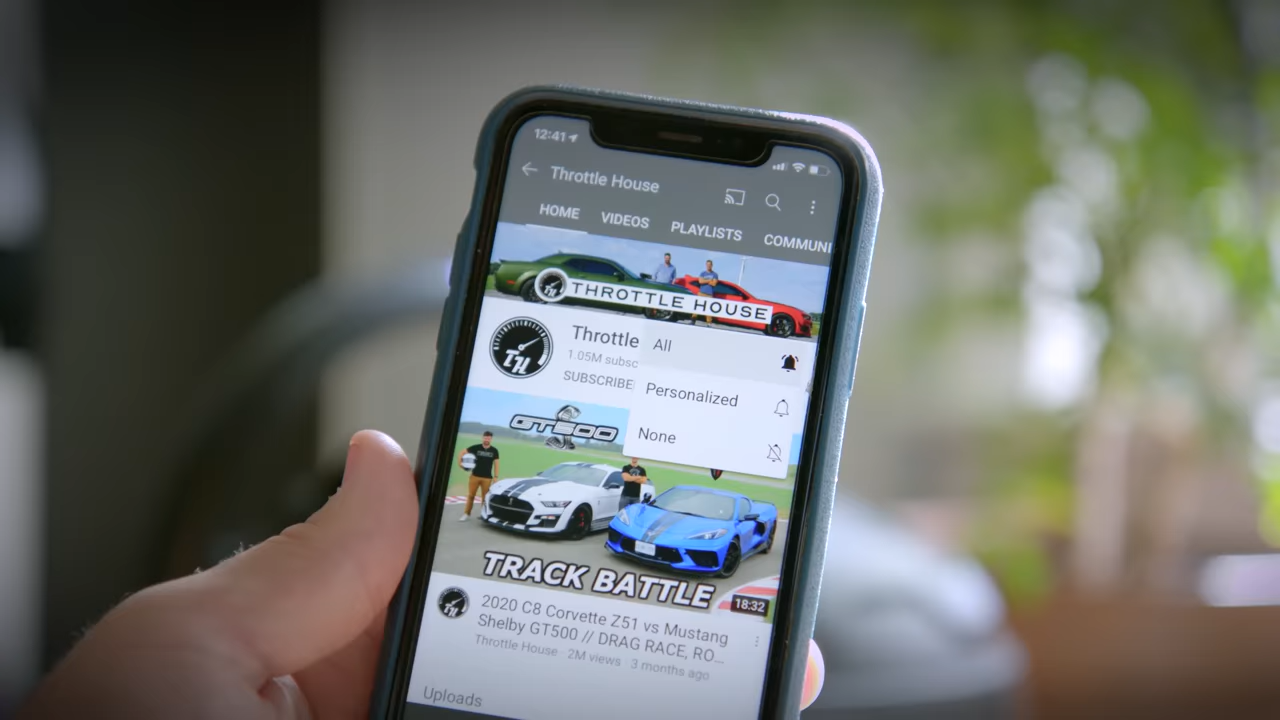 12:41
Throttle House
HOME VIDEOS PLAYLISTS COMMUNI
TH THROTTLE HOUSE
TH
Throttle
1.05M subsc
SUBSCRIBE
All
Personalized
None
GT500
TRACK BATTLE
18:32
2020 C8 Corvette Z51 vs Mustang
Shelby GT500 // DRAG RACE, RO...
Throttle House · 2M views · 3 months ago
Uploads